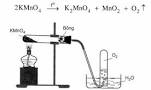 2KMnO₄ —t°→ K₂MnO₄ + MnO₂ + O₂↑
KMnO₄
Bông
O₂
H₂O